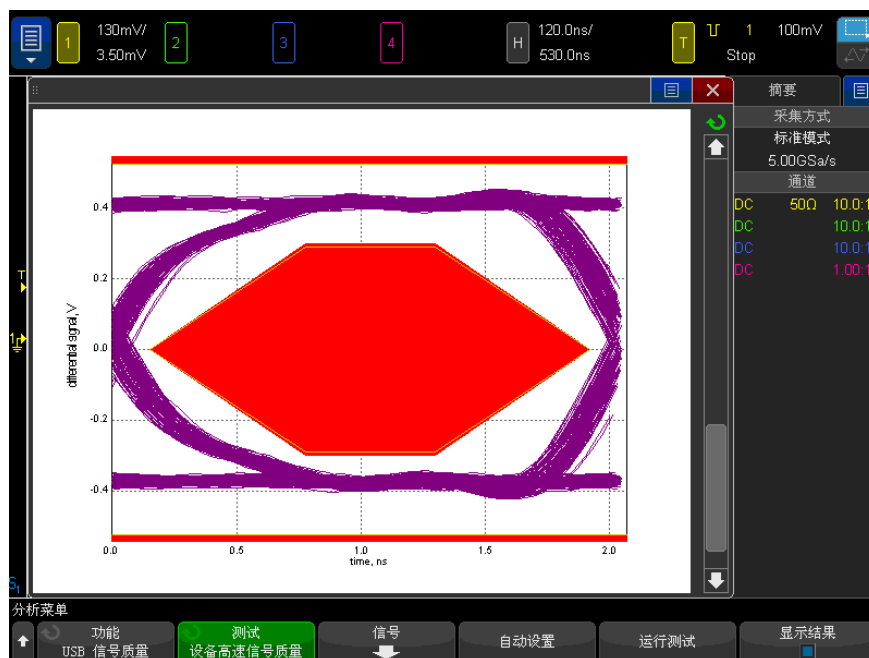 130mV/
120.0ns/
1
100mV
1
2
3
4
H
T
3.50mV
530.0ns
Stop
摘要
采集方式
标准模式
5.00GSa/s
通道
DC 50Ω 10.0:1
DC 10.0:1
DC 10.0:1
DC 1.00:1
T
1
differential signal, V
0.4
0.2
0.0
-0.2
-0.4
0.0
0.5
1.0
1.5
2.0
time, ns
S1
分析菜单
功能
USB 信号质量
测试
设备高速信号质量
信号
自动设置
运行测试
显示结果